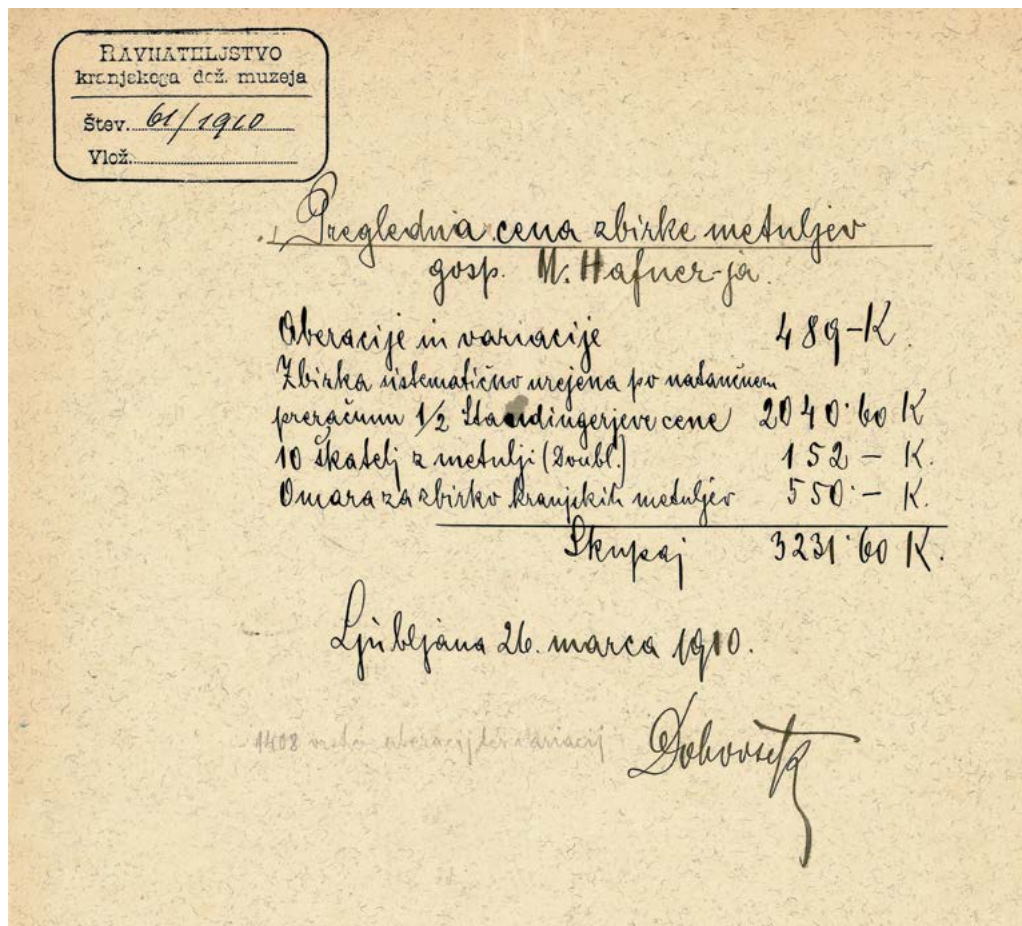 RAVNATELJSTVO
kranjskega dež. muzeja
Štev. 61/1910
Vlož.
Pregledna cena zbirke metuljev
gosp. M. Hafner-ja.
Aberacije in variacije 489-K.
Zbirka sistematično urejena po natančnem
preračunu 1/2 Staudingerjeve cene 2040·60 K
10 škatelj z metulji (Doubl.) 152 - K.
Omara za zbirko kranjskih metuljev 550·- K.
Skupaj 3231·60 K.
Ljubljana 26. marca 1910.
1408 aberacij ter variacij